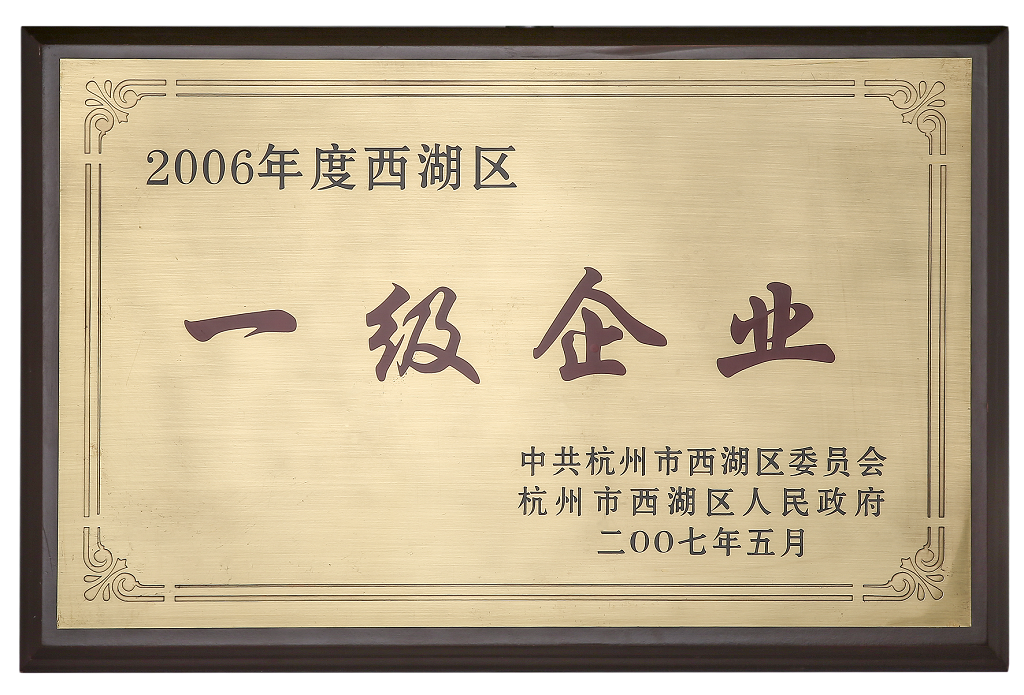 2006年度西湖区
一级企业
中共杭州市西湖区委员会
杭州市西湖区人民政府
二OO七年五月